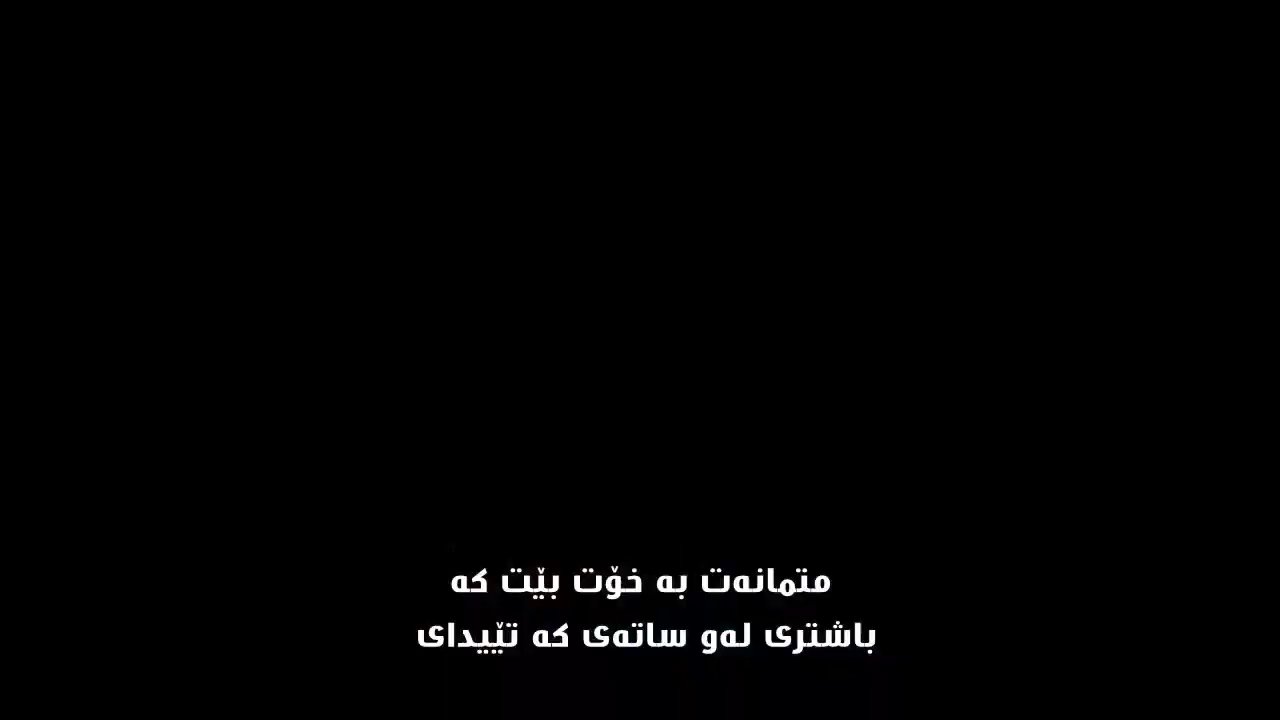 متمانەت بە خۆت بێت کە
باشتری لەو ساتەی کە تێیدای